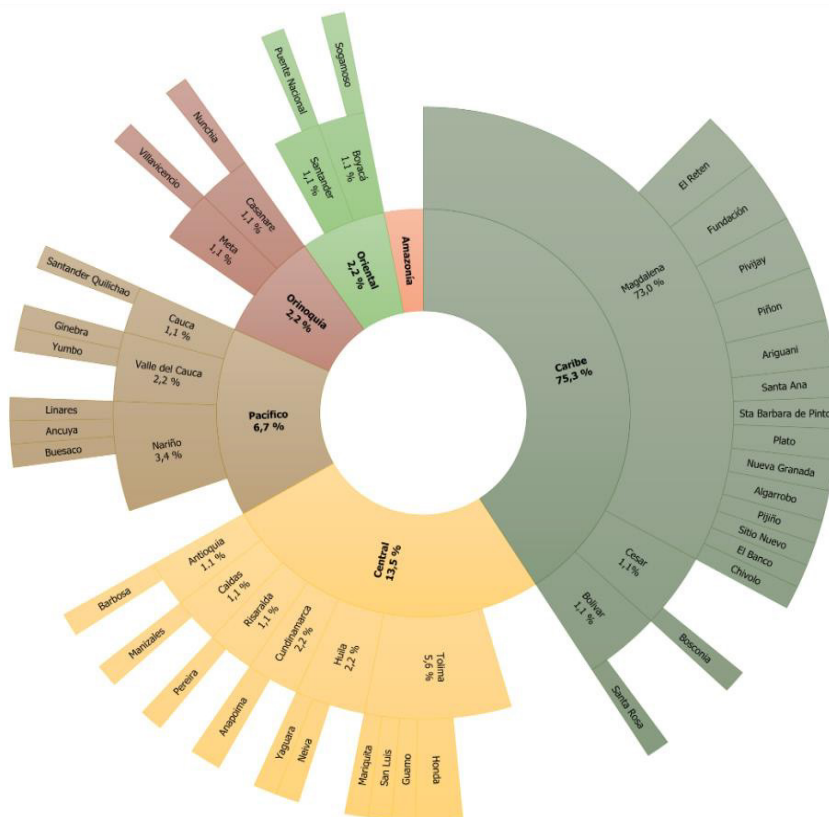 Caribe
75,3 %
Magdalena
73,0 %
El Reten
Fundación
Pivijay
Piñon
Ariguani
Santa Ana
Sta Barbara de Pinto
Plato
Nueva Granada
Algarrobo
Pijiño
Sitio Nuevo
El Banco
Chivolo
Cesar
1,1%
Bosconia
Bolivar
1,1 %
Santa Rosa
Central
13,5 %
Tolima
5,6 %
Honda
Guamo
San Luis
Mariquita
Huila
2,2 %
Neiva
Yaguara
Cundinamarca
2,2 %
Anapoima
Risaralda
1,1 %
Pereira
Caldas
1,1 %
Manizales
Antioquia
1,1 %
Barbosa
Pacífico
6,7 %
Nariño
3,4 %
Buesaco
Ancuya
Linares
Valle del Cauca
2,2 %
Yumbo
Ginebra
Cauca
1,1 %
Santander Quilichao
Orinoquía
2,2 %
Meta
1,1 %
Villavicencio
Casanare
1,1 %
Nunchia
Oriental
2,2 %
Santander
1,1 %
Puente Nacional
Boyacá
1,1 %
Sogamoso
Amazonía